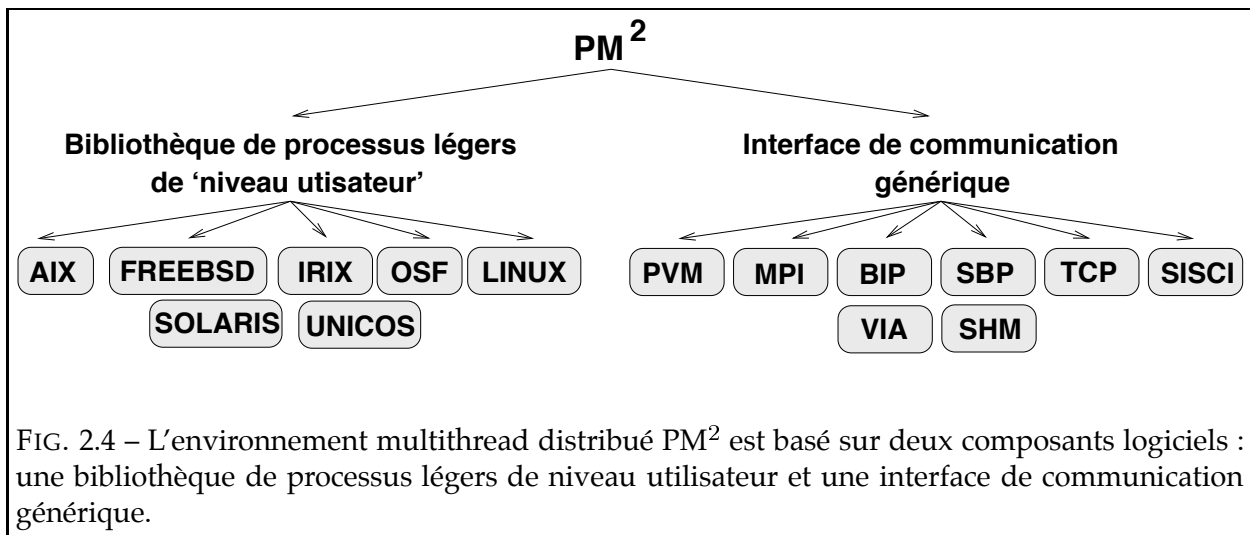 PM²
Bibliothèque de processus légers
de ‘niveau utisateur’
Interface de communication
générique
AIX FREEBSD IRIX OSF LINUX
SOLARIS UNICOS
PVM MPI BIP SBP TCP SISCI
VIA SHM
FIG. 2.4 – L’environnement multithread distribué PM² est basé sur deux composants logiciels :
une bibliothèque de processus légers de niveau utilisateur et une interface de communication
générique.